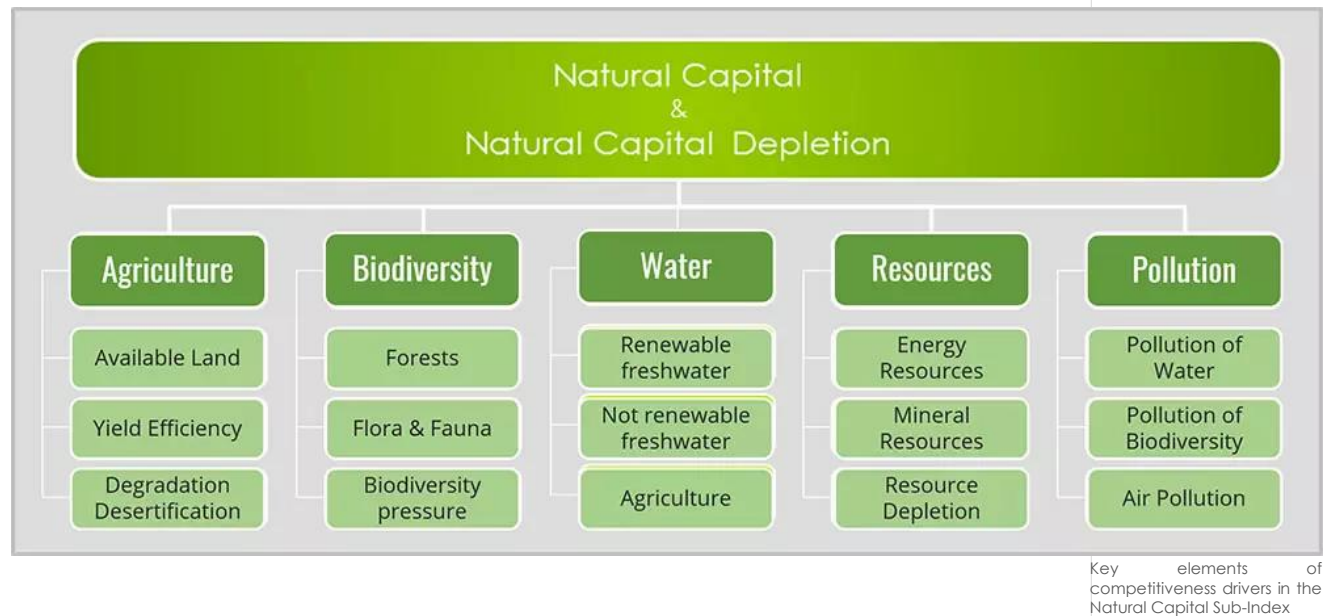 Natural Capital
&
Natural Capital Depletion
Agriculture
Available Land
Yield Efficiency
Degradation
Desertification
Biodiversity
Forests
Flora & Fauna
Biodiversity
pressure
Water
Renewable
freshwater
Not renewable
freshwater
Agriculture
Resources
Energy
Resources
Mineral
Resources
Resource
Depletion
Pollution
Pollution of
Water
Pollution of
Biodiversity
Air Pollution
Key elements of
competitiveness drivers in the
Natural Capital Sub-Index